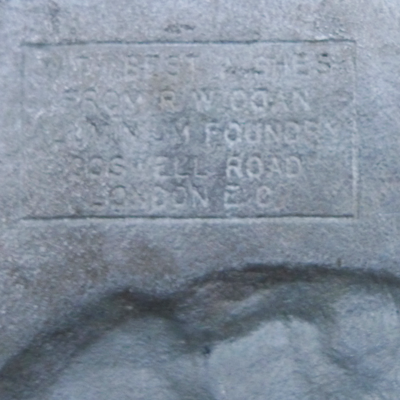 WITH BEST WISHES
FROM R.W. COAN
ALUMINIUM FOUNDRY
GOSWELL ROAD
LONDON E.C.